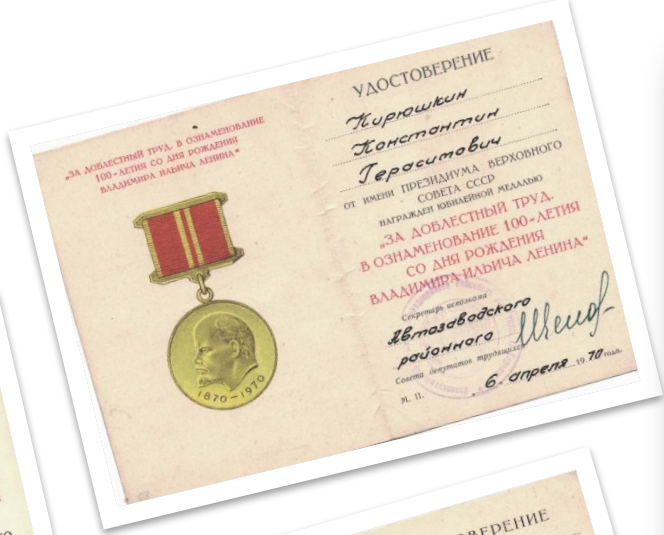 „ЗА ДОБЛЕСТНЫЙ ТРУД. В ОЗНАМЕНОВАНИЕ
100-ЛЕТИЯ СО ДНЯ РОЖДЕНИЯ
ВЛАДИМИРА ИЛЬИЧА ЛЕНИНА“
1870–1970
УДОСТОВЕРЕНИЕ
Кирюшкин
Константин
Герасимович
ОТ ИМЕНИ ПРЕЗИДИУМА ВЕРХОВНОГО
СОВЕТА СССР
НАГРАЖДЕН ЮБИЛЕЙНОЙ МЕДАЛЬЮ
„ЗА ДОБЛЕСТНЫЙ ТРУД.
В ОЗНАМЕНОВАНИЕ 100-ЛЕТИЯ
СО ДНЯ РОЖДЕНИЯ
ВЛАДИМИРА ИЛЬИЧА ЛЕНИНА“
Секретарь исполкома
Автозаводского
районного
Совета депутатов трудящихся
М. П.
6. апреля 1970 года.
ОВЕРЕНИЕ